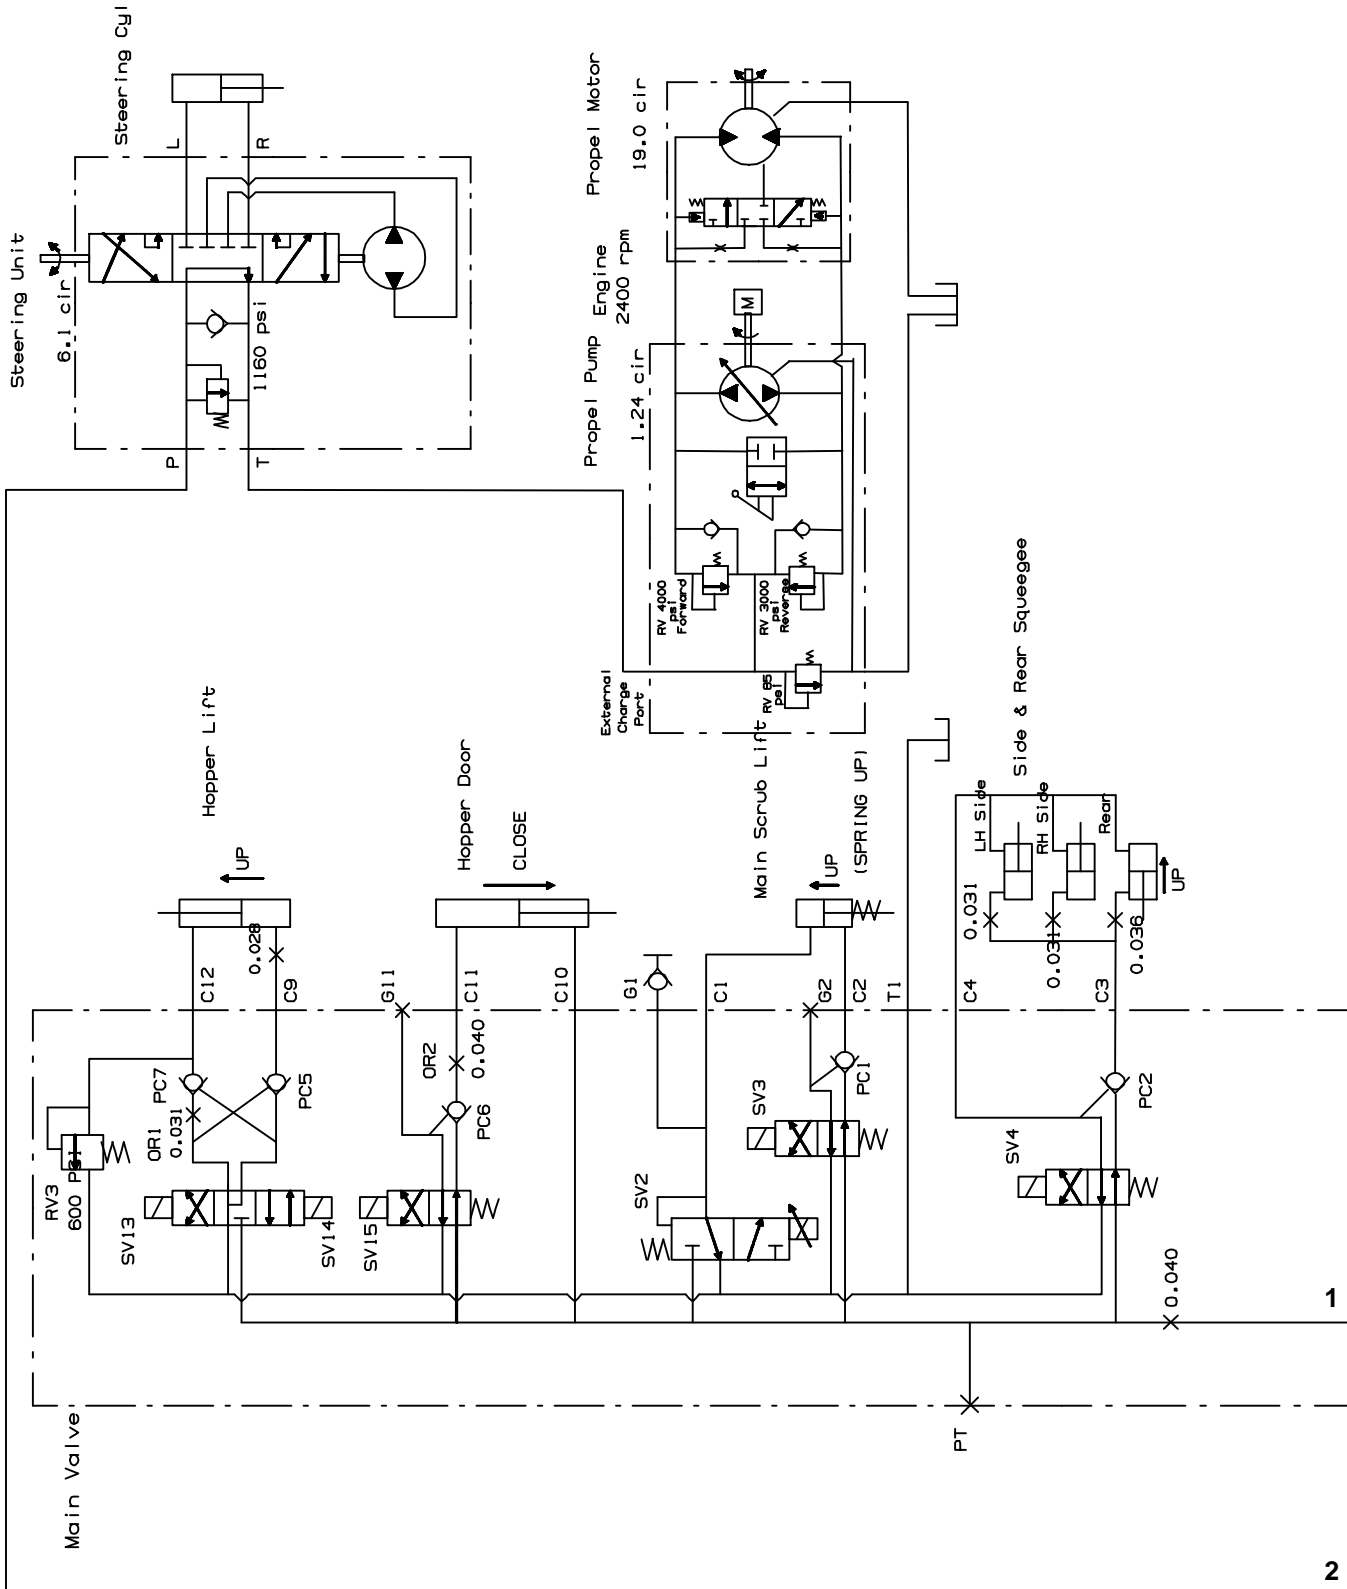 Steering Unit
6.1 cir
Steering Cyl
L
R
1160 psi
P
T
Propel Motor
19.0 cir
Engine
2400 rpm
M
Propel Pump
1.24 cir
RV 4000
psi
Forward
RV 3000
psi
Reverse
RV 85
psi
External
Charge
Port
Hopper Lift
UP
0.028
C12
C9
PC7
PC5
OR1
0.031
RV3
600 PSI
SV13
SV14
Hopper Door
CLOSE
G11
C11
C10
OR2
0.040
PC6
SV15
Main Scrub Lift
(SPRING UP)
UP
G1
C1
G2
C2
T1
SV3
PC1
SV2
Side & Rear Squeegee
LH Side
RH Side
Rear
UP
0.031
0.031
0.036
C4
C3
PC2
SV4
0.040
PT
Main Valve
1
2